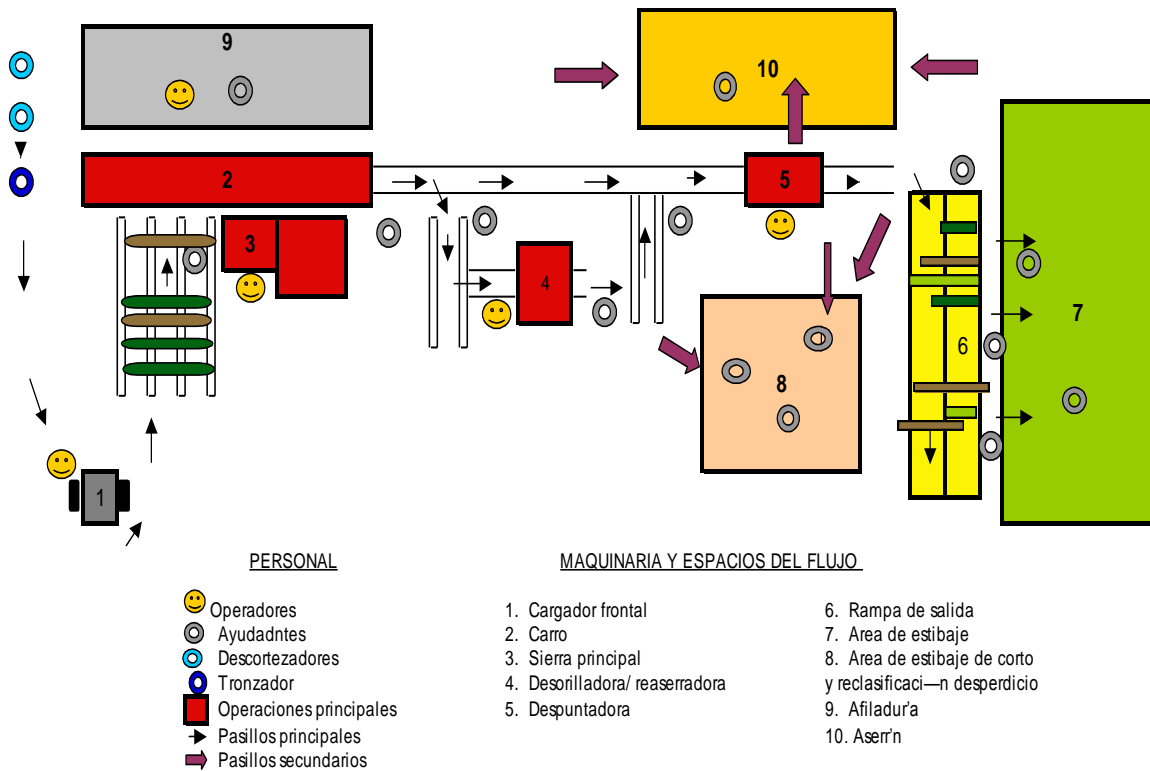 9
10
2
5
3
4
7
6
8
1
PERSONAL
Operadores
Ayudadntes
Descortezadores
Tronzador
Operaciones principales
Pasillos principales
Pasillos secundarios
MAQUINARIA Y ESPACIOS DEL FLUJO
1. Cargador frontal
2. Carro
3. Sierra principal
4. Desorilladora/ reaserradora
5. Despuntadora
6. Rampa de salida
7. Area de estibaje
8. Area de estibaje de corto
y reclasificaci—n desperdicio
9. Afiladur'a
10. Aserr'n